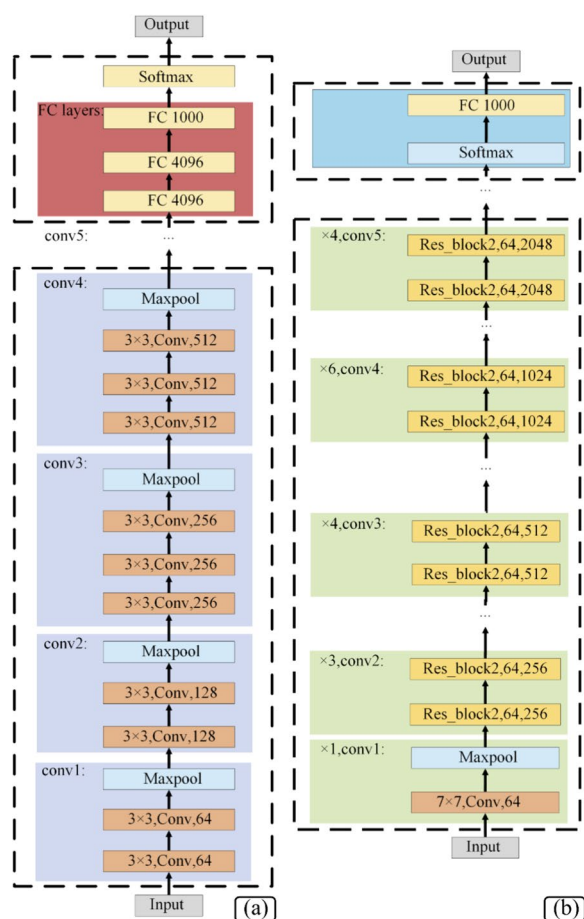 Output
Softmax
FC layers:
FC 1000
FC 4096
FC 4096
conv5:
...
conv4:
Maxpool
3×3,Conv,512
3×3,Conv,512
3×3,Conv,512
conv3:
Maxpool
3×3,Conv,256
3×3,Conv,256
3×3,Conv,256
conv2:
Maxpool
3×3,Conv,128
3×3,Conv,128
conv1:
Maxpool
3×3,Conv,64
3×3,Conv,64
Input
(a)
Output
FC 1000
Softmax
...
×4,conv5:
Res_block2,64,2048
Res_block2,64,2048
...
×6,conv4:
Res_block2,64,1024
Res_block2,64,1024
...
×4,conv3:
Res_block2,64,512
Res_block2,64,512
...
×3,conv2:
Res_block2,64,256
Res_block2,64,256
×1,conv1:
Maxpool
7×7,Conv,64
Input
(b)